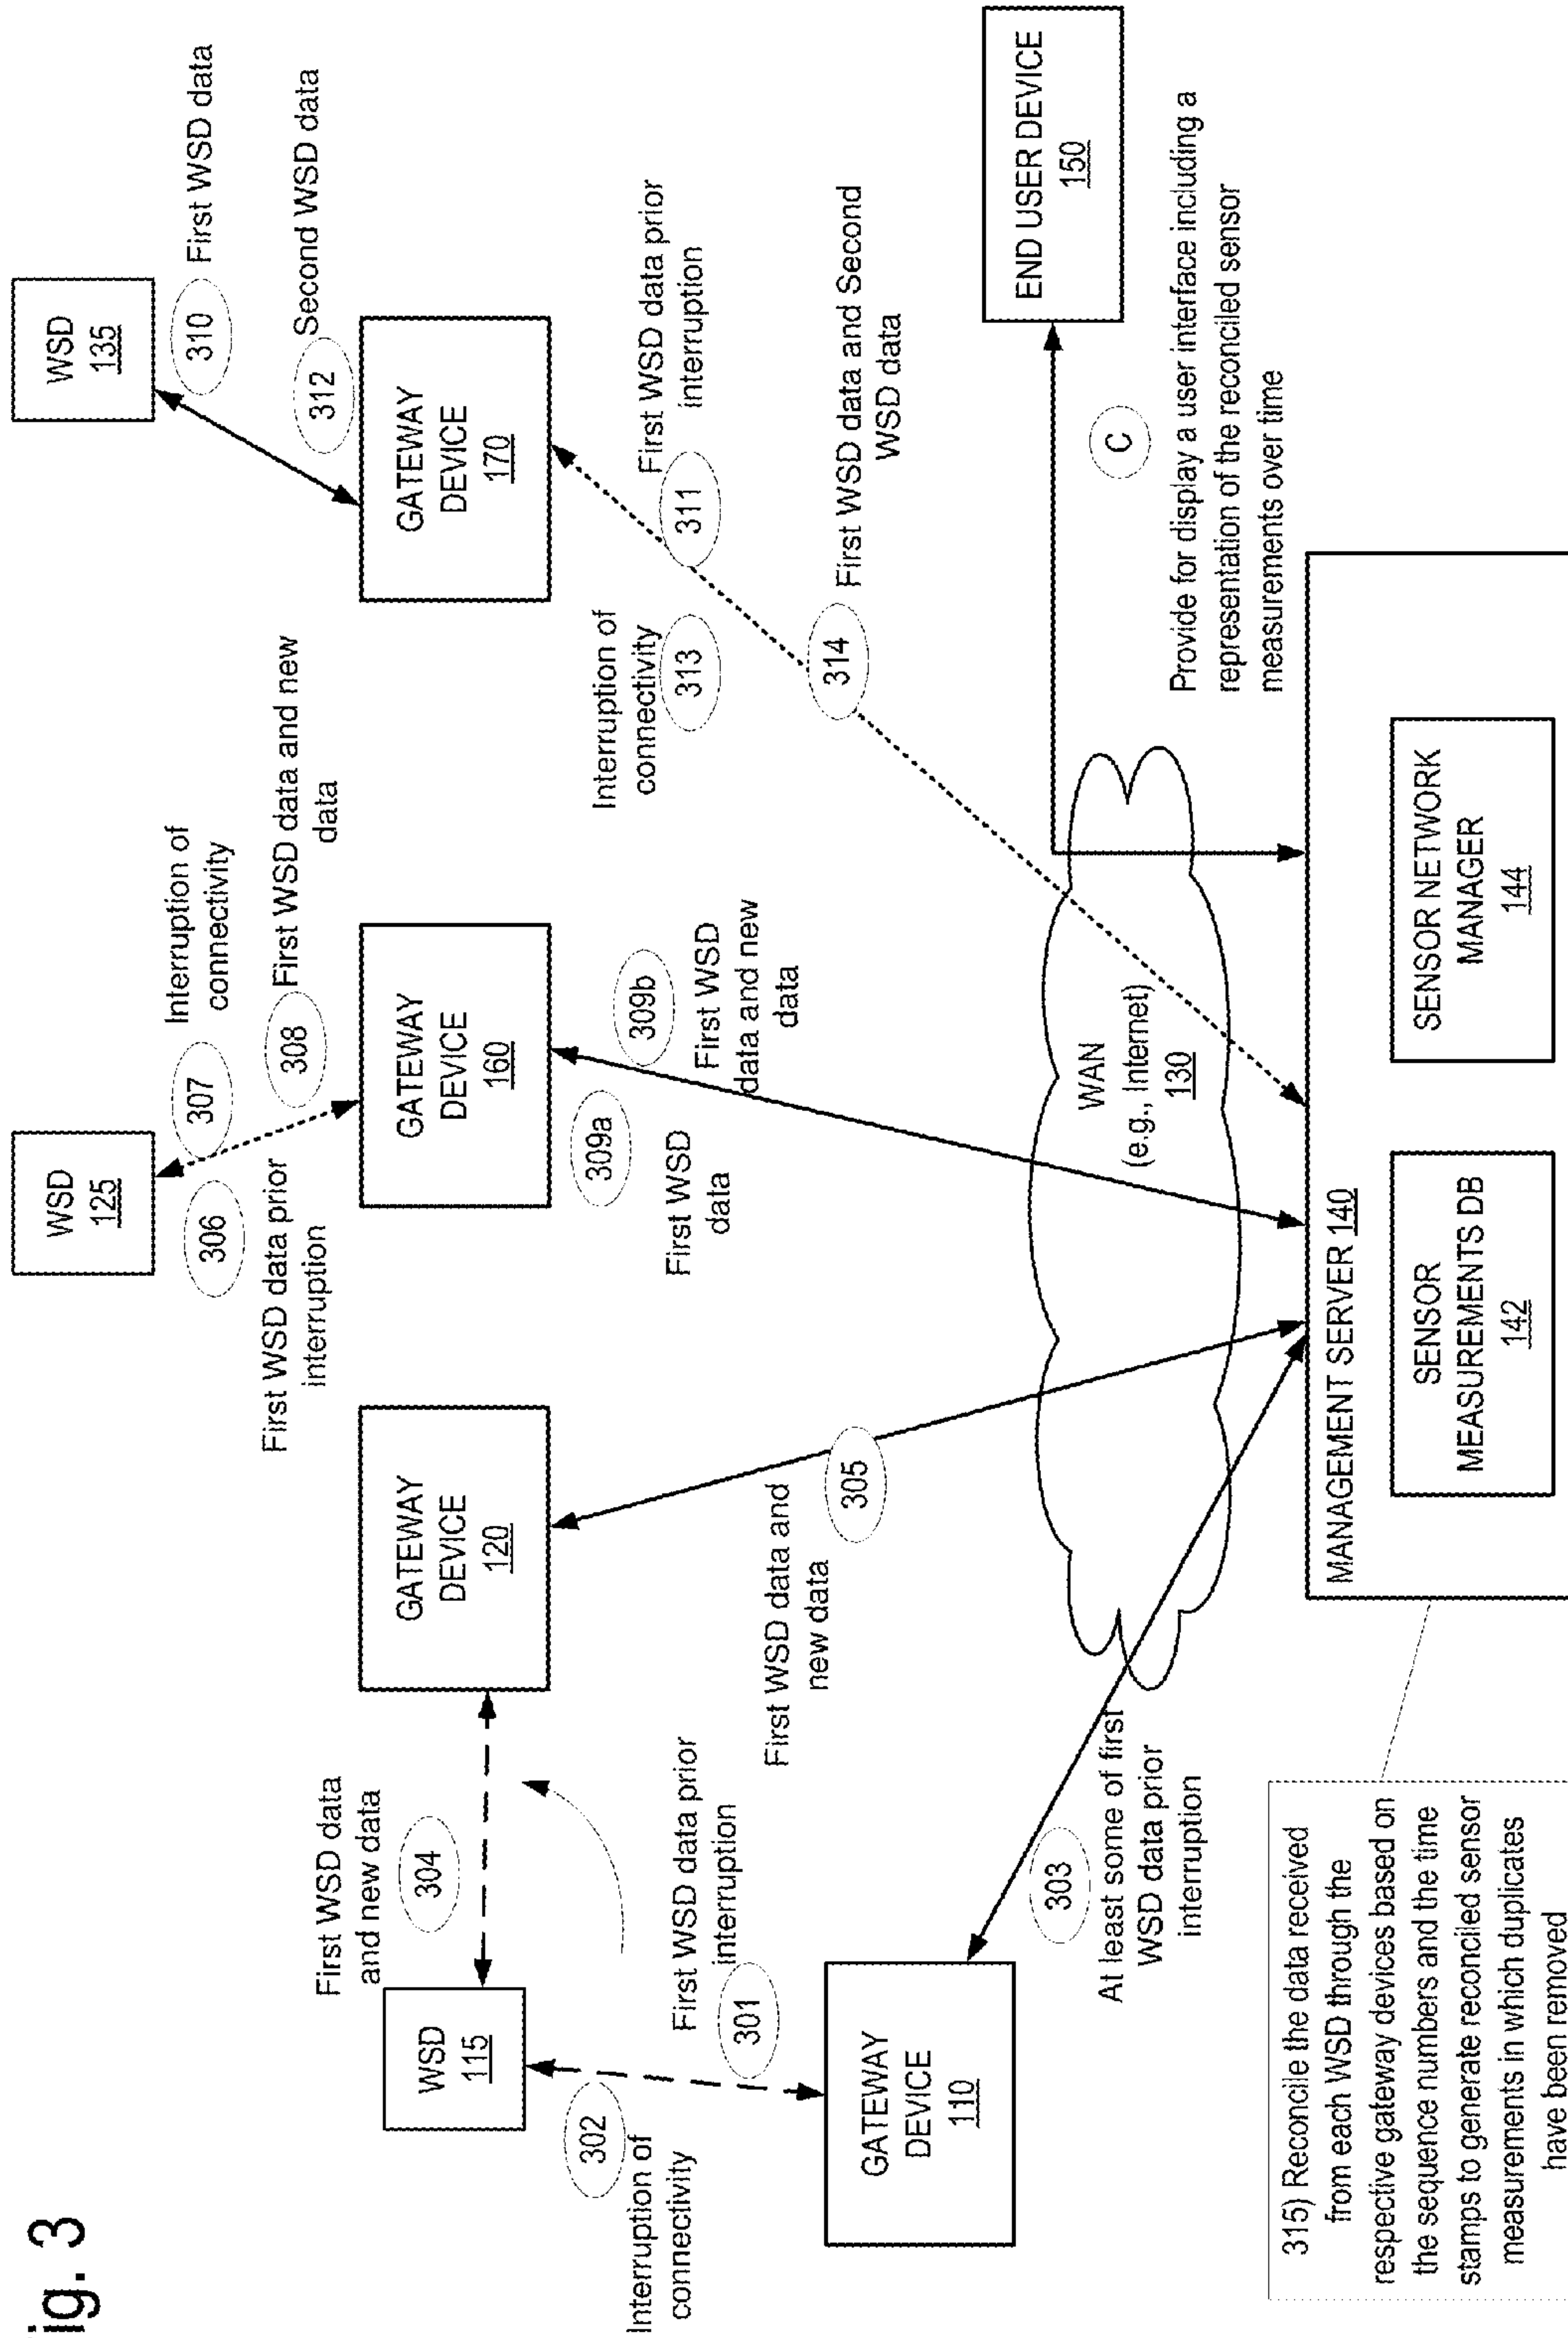 ig. 3
WSD
115
302
Interruption of
connectivity
First WSD data prior
interruption
301
GATEWAY
DEVICE
110
First WSD data
and new data
304
GATEWAY
DEVICE
120
303
At least some of first
WSD data prior
interruption
First WSD data and
new data
305
WSD
125
306
First WSD data prior
interruption
307
Interruption of
connectivity
308
First WSD data and new
data
GATEWAY
DEVICE
160
309a
First WSD
data
309b
First WSD
data and new
data
WSD
135
310
First WSD data
312
Second WSD data
GATEWAY
DEVICE
170
First WSD data prior
interruption
311
Interruption of
connectivity
313
314
First WSD data and Second
WSD data
WAN
(e.g., Internet)
130
END USER DEVICE
150
C
Provide for display a user interface including a
representation of the reconciled sensor
measurements over time
MANAGEMENT SERVER 140
SENSOR
MEASUREMENTS DB
142
SENSOR NETWORK
MANAGER
144
315) Reconcile the data received
from each WSD through the
respective gateway devices based on
the sequence numbers and the time
stamps to generate reconciled sensor
measurements in which duplicates
have been removed